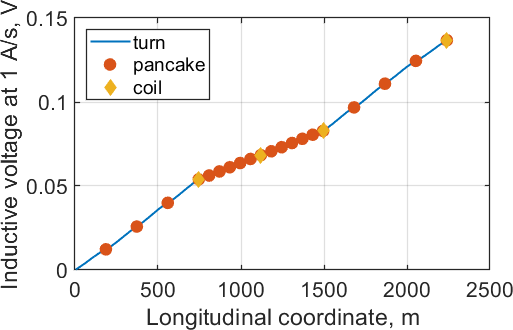 Inductive voltage at 1 A/s, V
0.15
0.1
0.05
0
turn
pancake
coil
0 500 1000 1500 2000 2500
Longitudinal coordinate, m